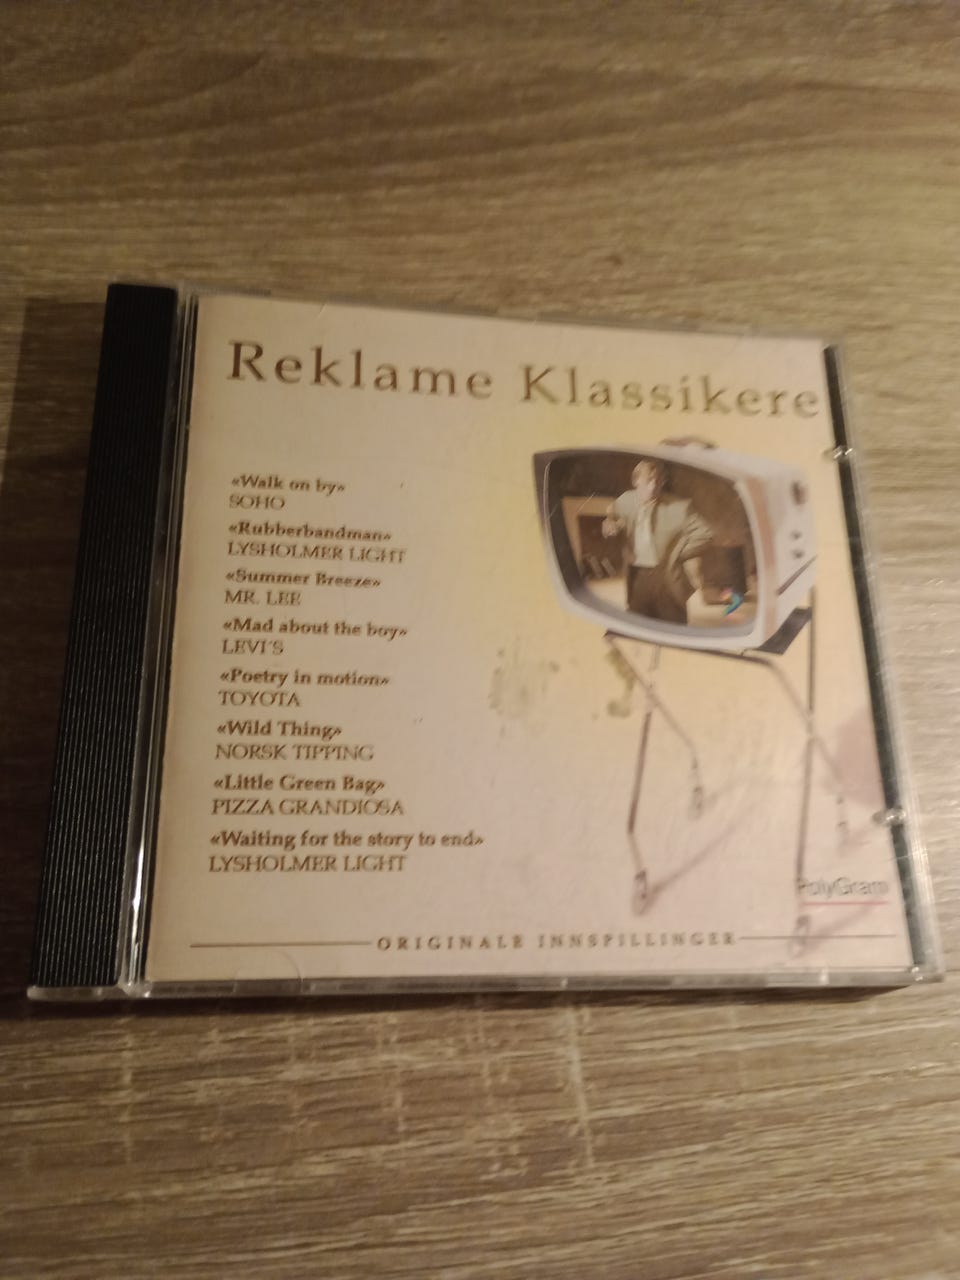 Reklame Klassikere
«Walk on by»
SOHO
«Rubberbandman»
LYSHOLMER LIGHT
«Summer Breeze»
MR. LEE
«Mad about the boy»
LEVI'S
«Poetry in motion»
TOYOTA
«Wild Thing»
NORSK TIPPING
«Little Green Bag»
PIZZA GRANDIOSA
«Waiting for the story to end»
LYSHOLMER LIGHT
PolyGram
ORIGINALE INNSPILLINGER